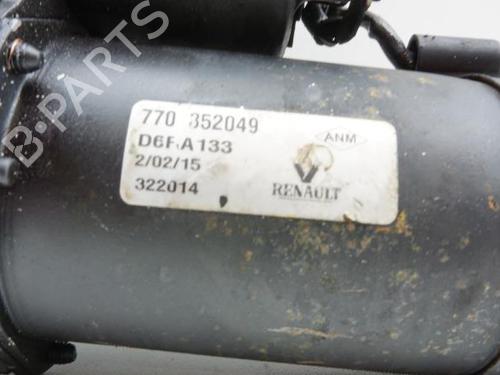 B-PARTS
770 352049
D6RA133
2/02/15
322014
ANM
RENAULT